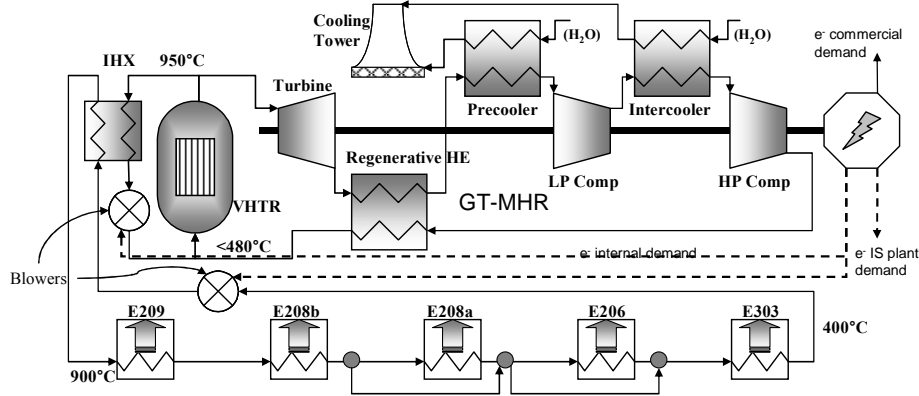 Cooling
Tower
(H₂O)
(H₂O)
e⁻ commercial
demand
IHX
950°C
Turbine
Precooler
Intercooler
Regenerative HE
LP Comp
HP Comp
GT-MHR
VHTR
<480°C
e⁻ internal demand
e⁻ IS plant
demand
Blowers
E209
E208b
E208a
E206
E303
400°C
900°C